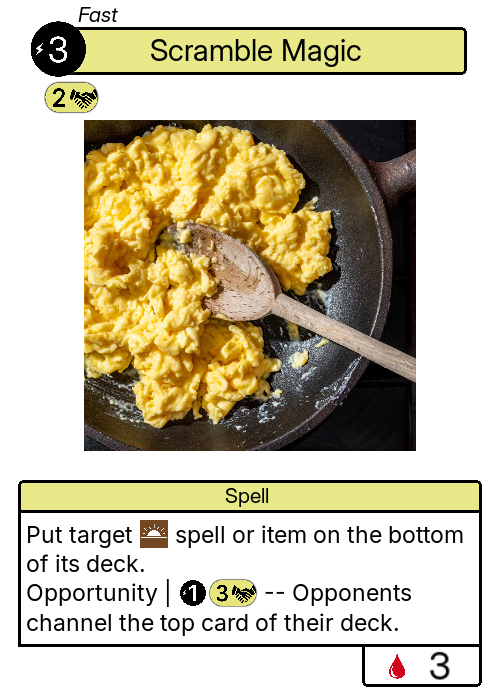 Fast
3 Scramble Magic
2
Spell
Put target spell or item on the bottom
of its deck.
Opportunity | 1 3 -- Opponents
channel the top card of their deck.
3